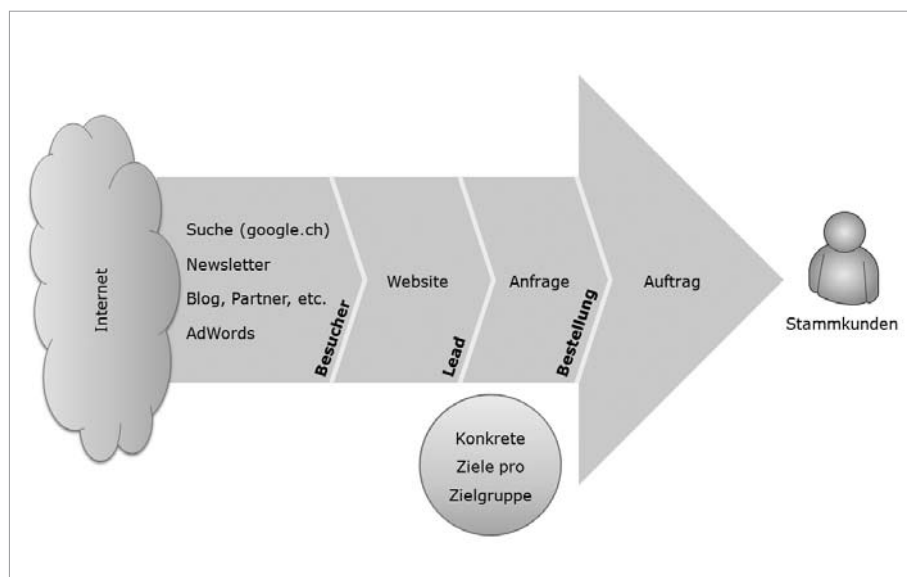 Internet
Suche (google.ch)
Newsletter
Blog, Partner, etc.
AdWords
Besucher
Website
Lead
Anfrage
Bestellung
Auftrag
Stammkunden
Konkrete
Ziele pro
Zielgruppe